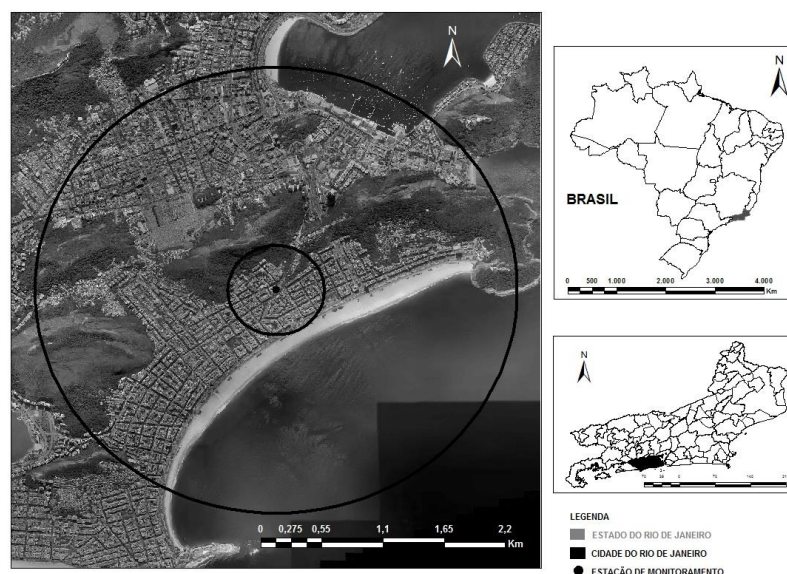 N
0 0,275 0,55 1,1 1,65 2,2
Km
N
BRASIL
0 500 1.000 2.000 3.000 4.000
Km
N
LEGENDA
ESTADO DO RIO DE JANEIRO
CIDADE DO RIO DE JANEIRO
ESTAÇÃO DE MONITORAMENTO